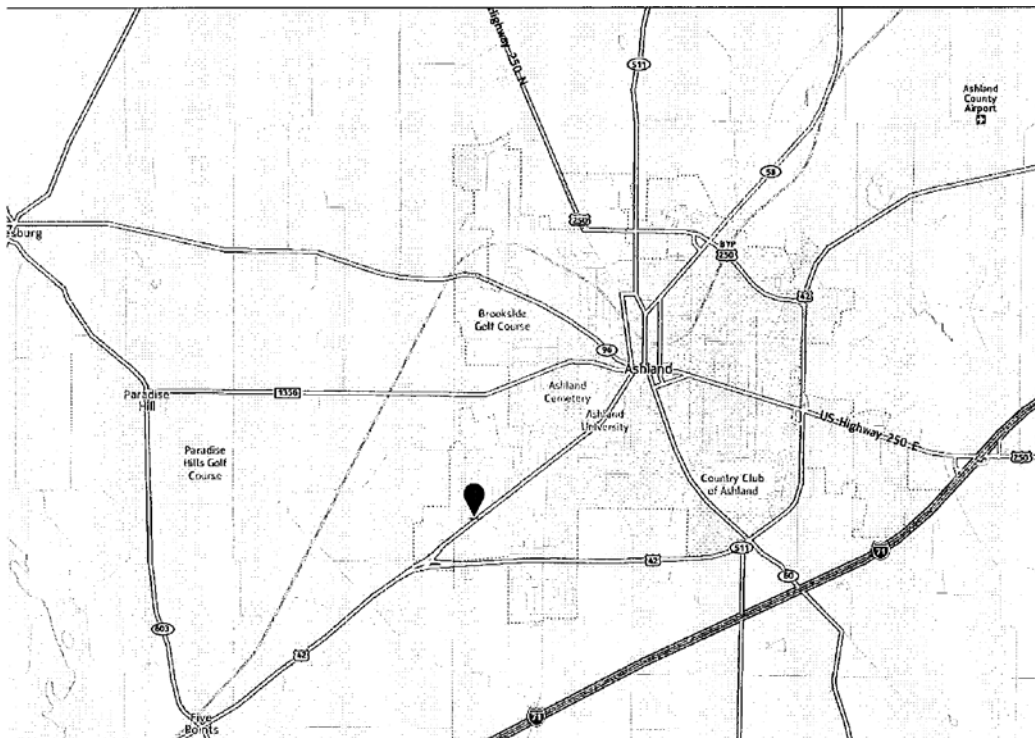 Highway 250 N
511
Ashland
County
Airport
58
250
esburg
BYP
250
42
Brookside
Golf Course
96
Ashland
Paradise
Hill
1356
Ashland
Cemetery
Ashland
University
US Highway 250 E
250
Paradise
Hills Golf
Course
Country Club
of Ashland
511
71
42
60
603
42
Five
Points
71